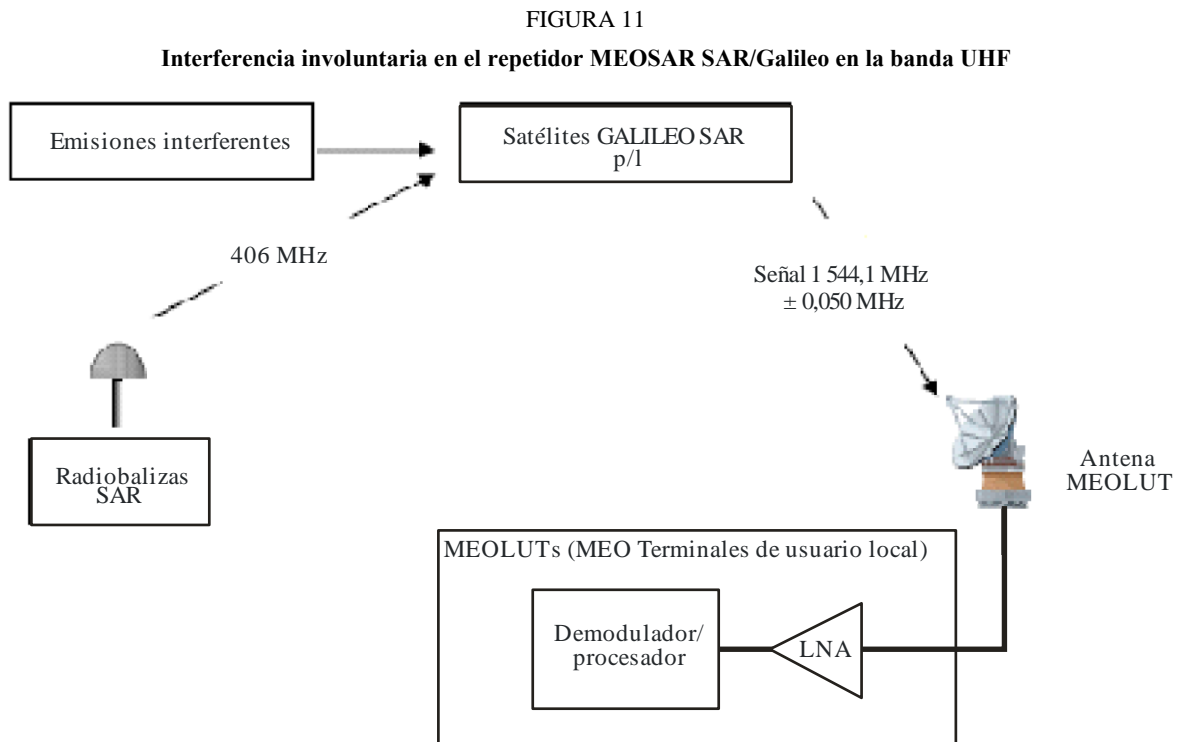 FIGURA 11
Interferencia involuntaria en el repetidor MEOSAR SAR/Galileo en la banda UHF
Emisiones interferentes
Satélites GALILEO SAR
p/l
406 MHz
Señal 1 544,1 MHz
± 0,050 MHz
Radiobalizas
SAR
Antena
MEOLUT
MEOLUTs (MEO Terminales de usuario local)
Demodulador/
procesador
LNA